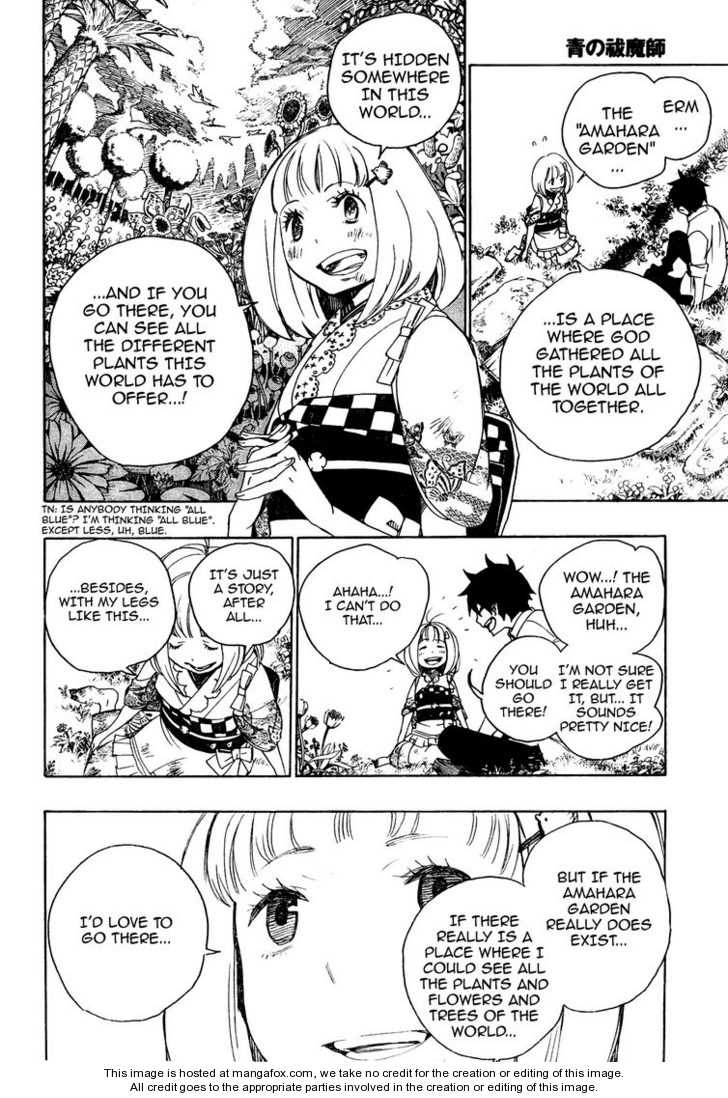 青の祓魔師
ERM
...
THE
"AMAHARA
GARDEN"
...
...IS A PLACE
WHERE GOD
GATHERED ALL
THE PLANTS OF
THE WORLD ALL
TOGETHER.
IT'S HIDDEN
SOMEWHERE
IN THIS
WORLD...
...AND IF YOU
GO THERE, YOU
CAN SEE ALL
THE DIFFERENT
PLANTS THIS
WORLD HAS TO
OFFER...!
TN: IS ANYBODY THINKING "ALL
BLUE"? I'M THINKING "ALL BLUE".
EXCEPT LESS, UH, BLUE.
WOW...! THE
AMAHARA
GARDEN,
HUH...
I'M NOT SURE
I REALLY GET
IT, BUT... IT
SOUNDS
PRETTY NICE!
YOU
SHOULD
GO
THERE!
AHAHA...!
I CAN'T DO
THAT...
IT'S JUST
A STORY,
AFTER
ALL...
...BESIDES,
WITH MY LEGS
LIKE THIS...
BUT IF THE
AMAHARA
GARDEN
REALLY DOES
EXIST...
IF THERE
REALLY IS A
PLACE WHERE I
COULD SEE ALL
THE PLANTS AND
FLOWERS AND
TREES OF THE
WORLD...
I'D LOVE TO
GO THERE...
This image is hosted at mangafox.com, we take no credit for the creation or editing of this image.
All credit goes to the appropriate parties involved in the creation or editing of this image.